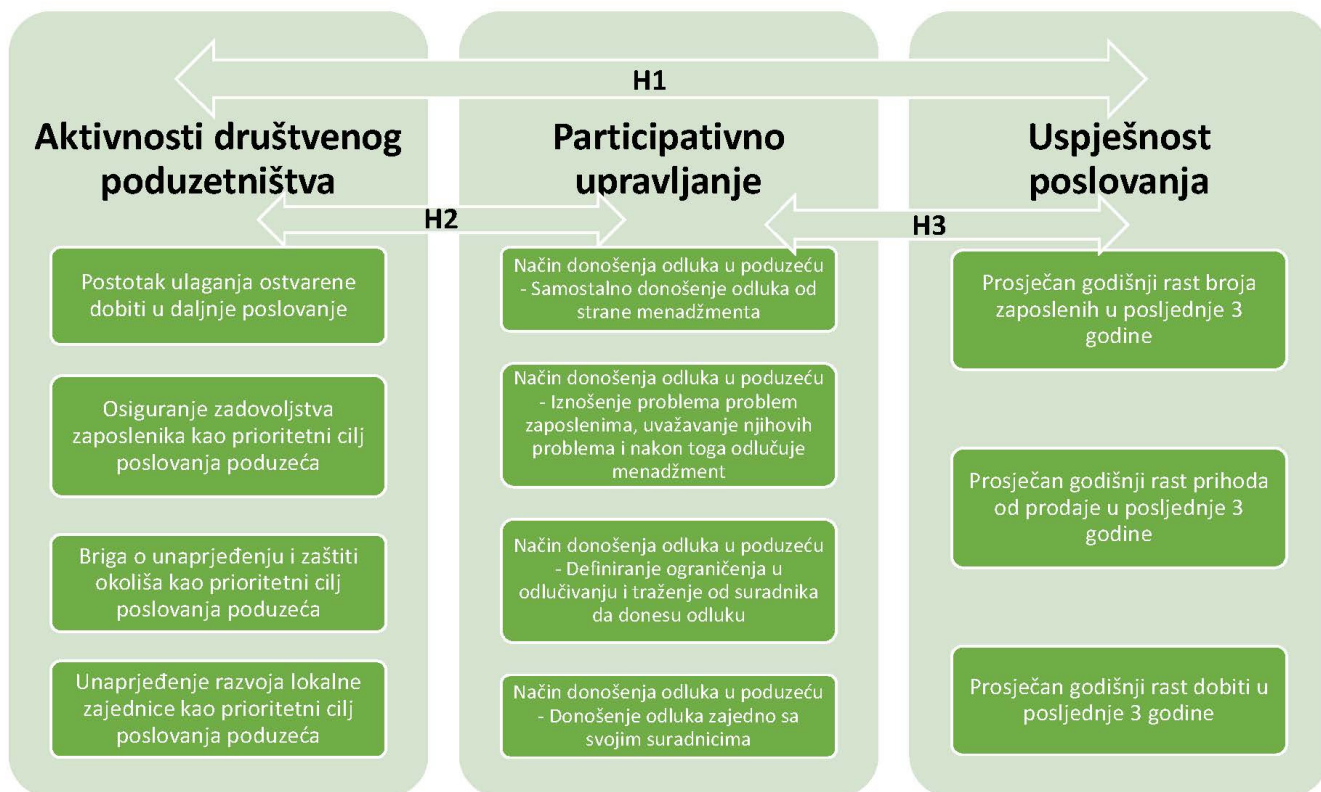 H1
Aktivnosti društvenog
poduzetništva
Participativno
upravljanje
Uspješnost
poslovanja
H2
H3
Postotak ulaganja ostvarene
dobiti u daljnje poslovanje
Osiguranje zadovoljstva
zaposlenika kao prioritetni cilj
poslovanja poduzeća
Briga o unaprjeđenju i zaštiti
okoliša kao prioritetni cilj
poslovanja poduzeća
Unaprjeđenje razvoja lokalne
zajednice kao prioritetni cilj
poslovanja poduzeća
Način donošenja odluka u poduzeću
- Samostalno donošenje odluka od
strane menadžmenta
Način donošenja odluka u poduzeću
- Iznošenje problema problem
zaposlenima, uvažavanje njihovih
problema i nakon toga odlučuje
menadžment
Način donošenja odluka u poduzeću
- Definiranje ograničenja u
odlučivanju i traženje od suradnika
da donesu odluku
Način donošenja odluka u poduzeću
- Donošenje odluka zajedno sa
svojim suradnicima
Prosječan godišnji rast broja
zaposlenih u posljednje 3
godine
Prosječan godišnji rast prihoda
od prodaje u posljednje 3
godine
Prosječan godišnji rast dobiti u
posljednje 3 godine